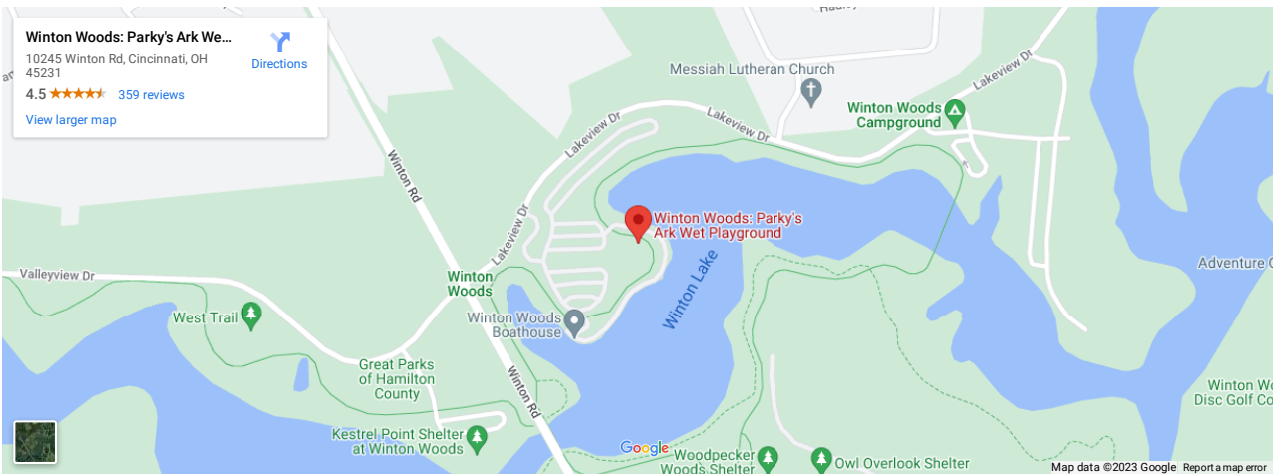 Winton Woods: Parky's Ark We...
10245 Winton Rd, Cincinnati, OH
45231
Directions
4.5
359 reviews
View larger map
Messiah Lutheran Church
Lakeview Dr
Winton Woods
Campground
Lakeview Dr
Lakeview Dr
Winton Rd
Lakeview Dr
Winton Woods: Parky's
Ark Wet Playground
Valleyview Dr
Winton
Woods
Winton Lake
Adventure
West Trail
Winton Woods
Boathouse
Great Parks
of Hamilton
County
Winton Rd
Winton
Disc Golf
Kestrel Point Shelter
at Winton Woods
Google
Woodpecker
Woods Shelter
Owl Overlook Shelter
Map data ©2023 Google
Report a map error